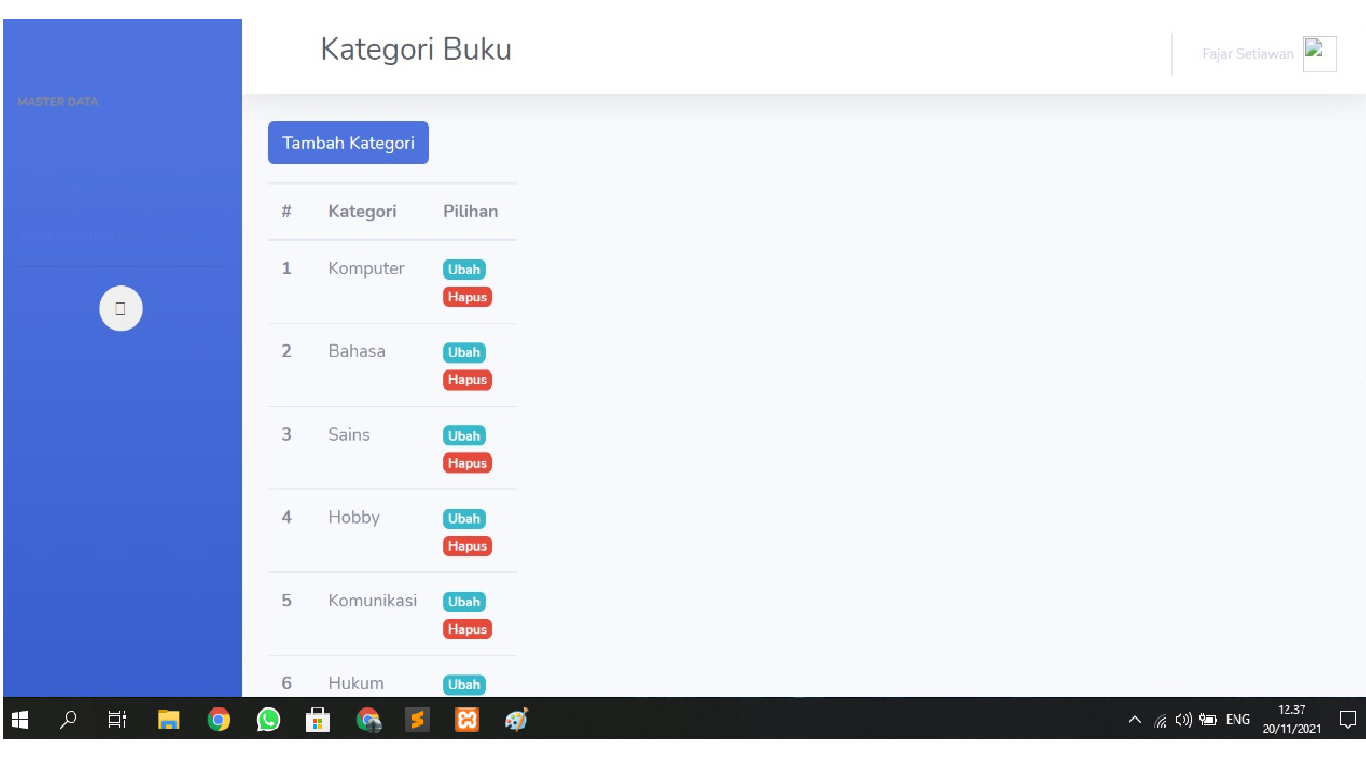 Kategori Buku
Fajar Setiawan
MASTER DATA
Tambah Kategori
# Kategori Pilihan
1 Komputer Ubah
Hapus
2 Bahasa Ubah
Hapus
3 Sains Ubah
Hapus
4 Hobby Ubah
Hapus
5 Komunikasi Ubah
Hapus
6 Hukum Ubah
ENG
12.37
20/11/2021